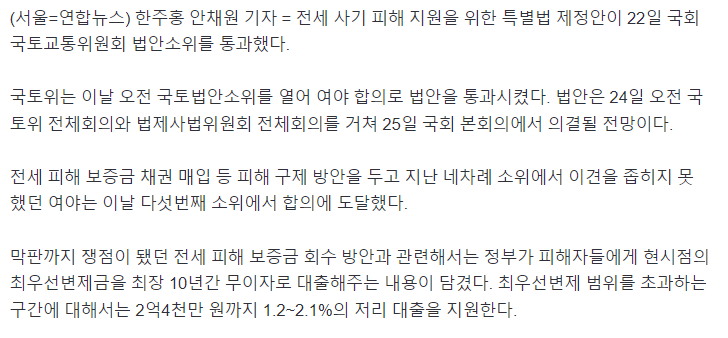 (서울=연합뉴스) 한주홍 안채원 기자 = 전세 사기 피해 지원을 위한 특별법 제정안이 22일 국회
국토교통위원회 법안소위를 통과했다.
국토위는 이날 오전 국토법안소위를 열어 여야 합의로 법안을 통과시켰다. 법안은 24일 오전 국
토위 전체회의와 법제사법위원회 전체회의를 거쳐 25일 국회 본회의에서 의결될 전망이다.
전세 피해 보증금 채권 매입 등 피해 구제 방안을 두고 지난 네차례 소위에서 이견을 좁히지 못
했던 여야는 이날 다섯번째 소위에서 합의에 도달했다.
막판까지 쟁점이 됐던 전세 피해 보증금 회수 방안과 관련해서는 정부가 피해자들에게 현시점의
최우선변제금을 최장 10년간 무이자로 대출해주는 내용이 담겼다. 최우선변제 범위를 초과하는
구간에 대해서는 2억4천만 원까지 1.2~2.1%의 저리 대출을 지원한다.